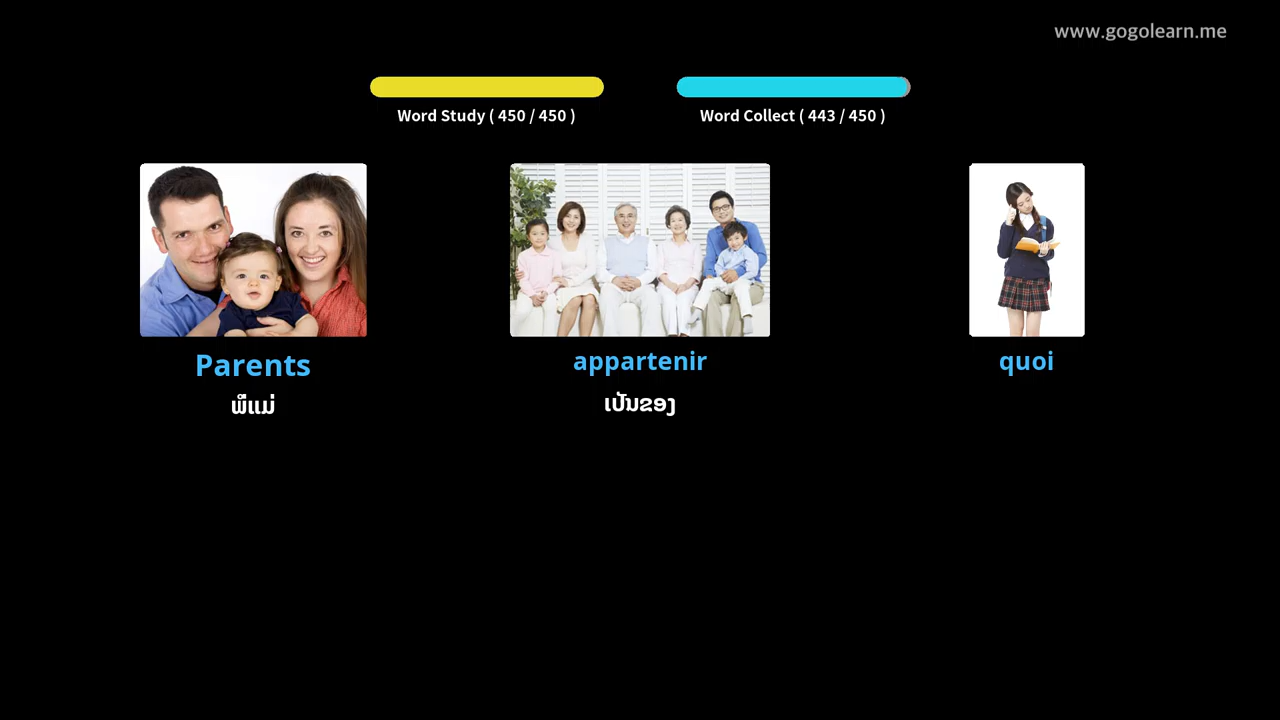 www.gogolearn.me
Word Study ( 450 / 450 )
Word Collect ( 443 / 450 )
Parents
ພໍ່ແມ່
appartenir
ເປັນຂອງ
quoi